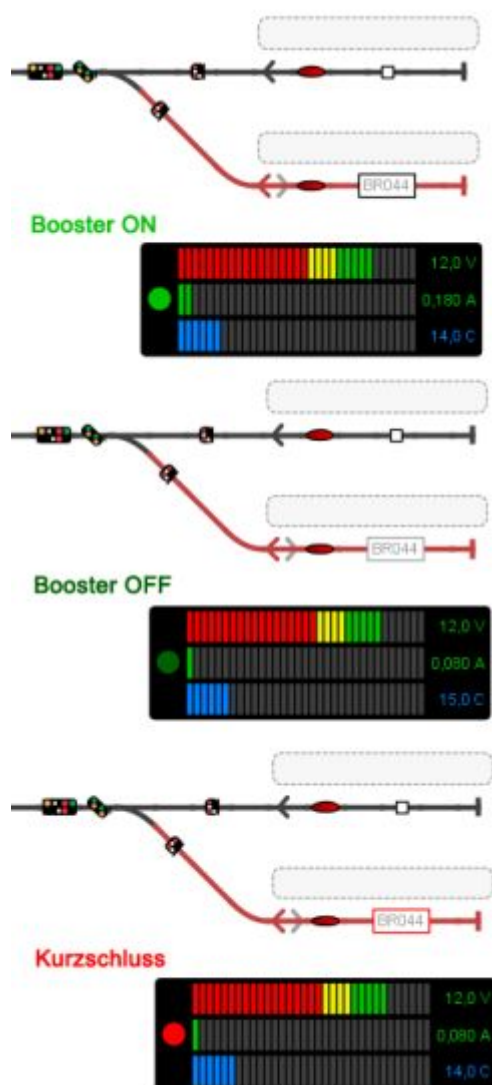 BR044
Booster ON
12,0 V
0,180 A
14,0 C
BR044
Booster OFF
12,0 V
0,080 A
15,0 C
BR044
Kurzschluss
12,0 V
0,080 A
14,0 C